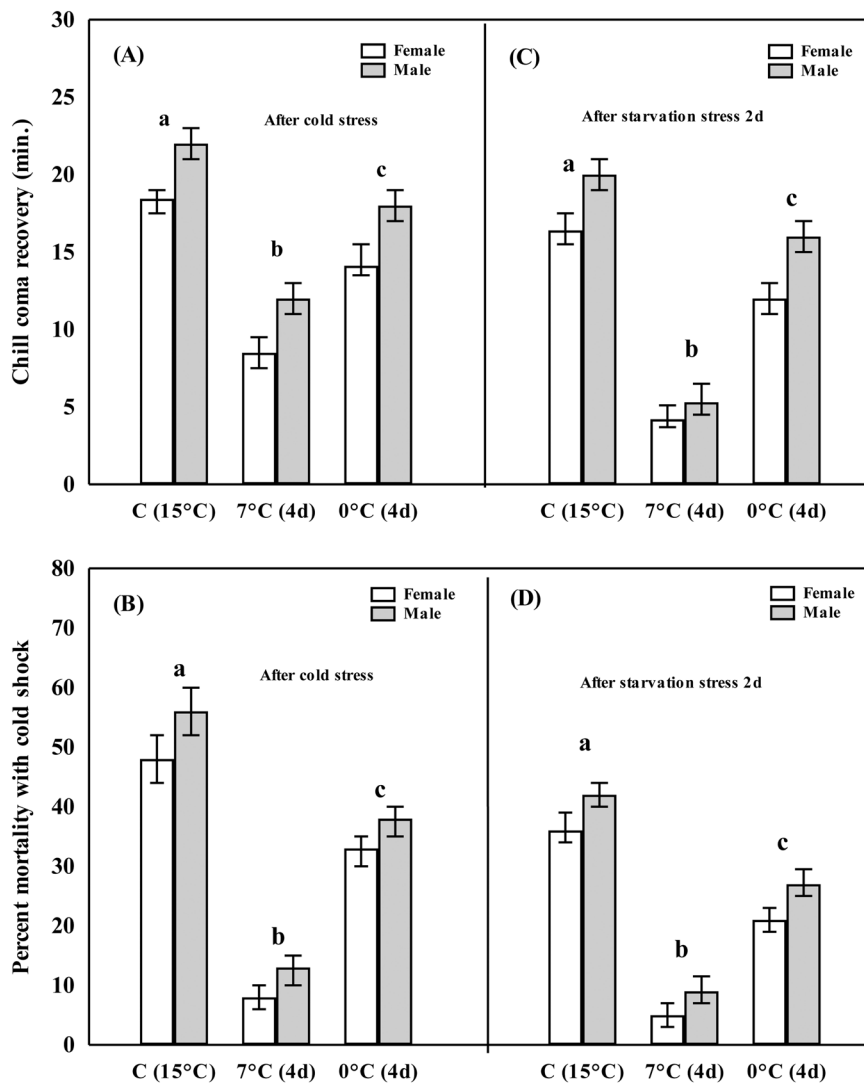 30
25
20
15
10
5
0
Chill coma recovery (min.)
(A)
Female
Male
After cold stress
a
b
c
C (15°C) 7°C (4d) 0°C (4d)
(C)
Female
Male
After starvation stress 2d
a
b
c
C (15°C) 7°C (4d) 0°C (4d)
80
70
60
50
40
30
20
10
0
Percent mortality with cold shock
(B)
Female
Male
After cold stress
a
b
c
C (15°C) 7°C (4d) 0°C (4d)
(D)
Female
Male
After starvation stress 2d
a
b
c
C (15°C) 7°C (4d) 0°C (4d)